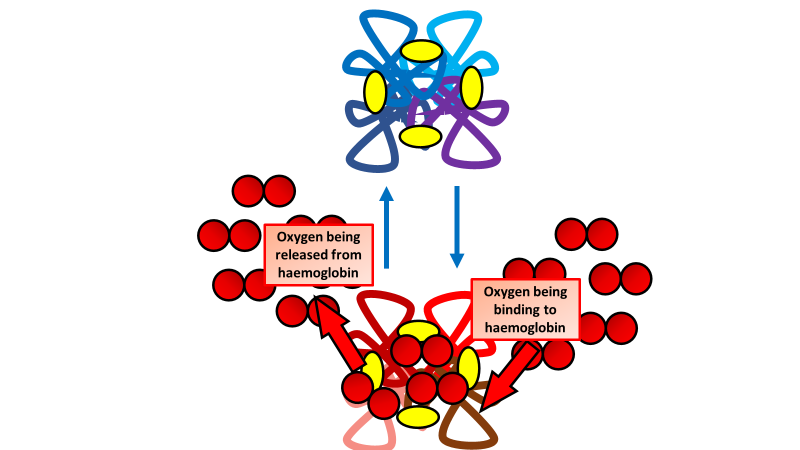 Oxygen being
released from
haemoglobin
Oxygen being
binding to
haemoglobin